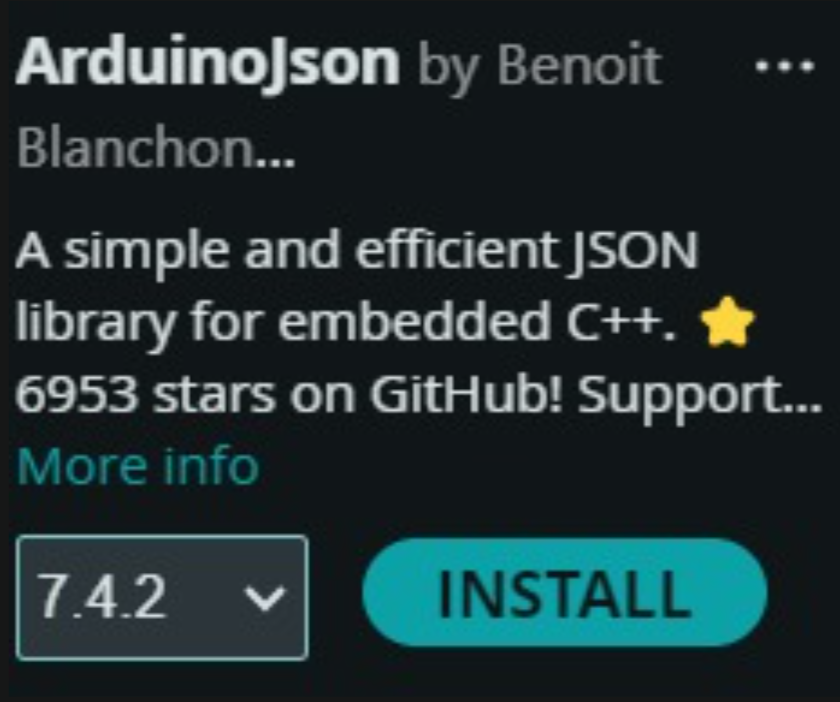 ArduinoJson by Benoit ...
Blanchon...
A simple and efficient JSON
library for embedded C++. ⭐
6953 stars on GitHub! Support...
More info
7.4.2
INSTALL